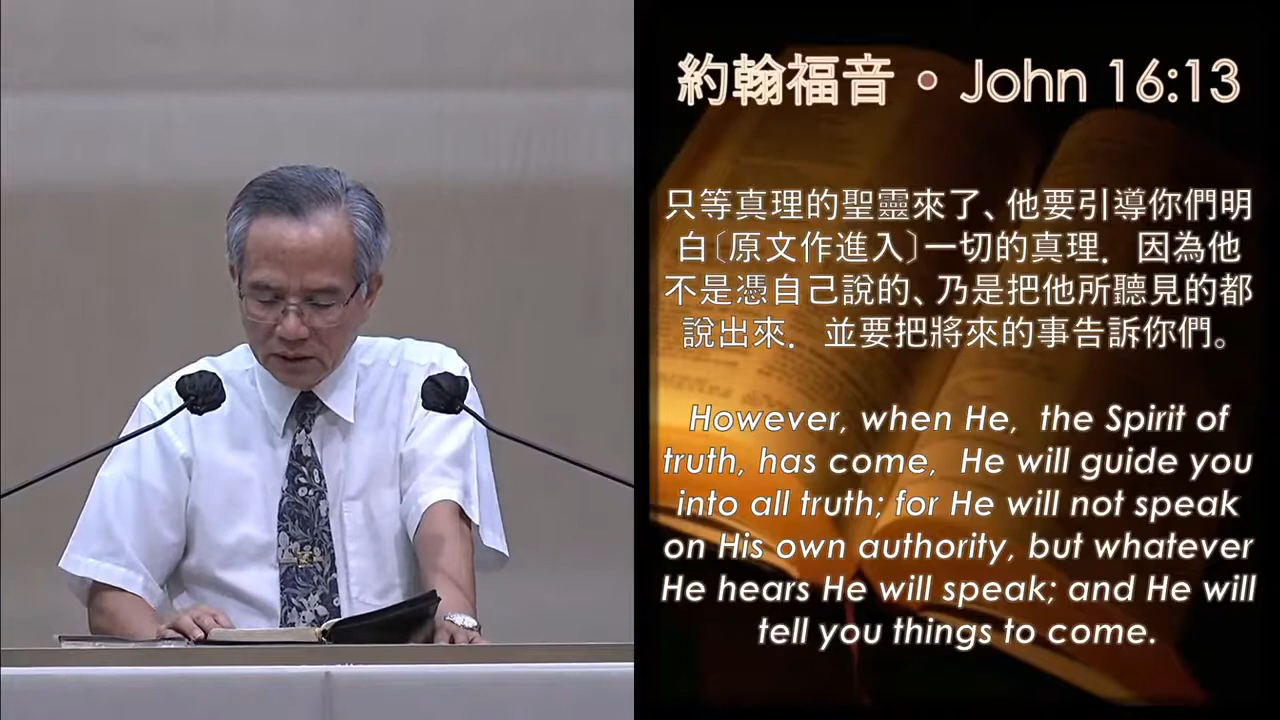 約翰福音 • John 16:13
只等真理的聖靈來了、他要引導你們明
白〔原文作進入〕一切的真理． 因為他
不是憑自己說的、乃是把他所聽見的都
說出來． 並要把將來的事告訴你們。
However, when He, the Spirit of
truth, has come, He will guide you
into all truth; for He will not speak
on His own authority, but whatever
He hears He will speak; and He will
tell you things to come.